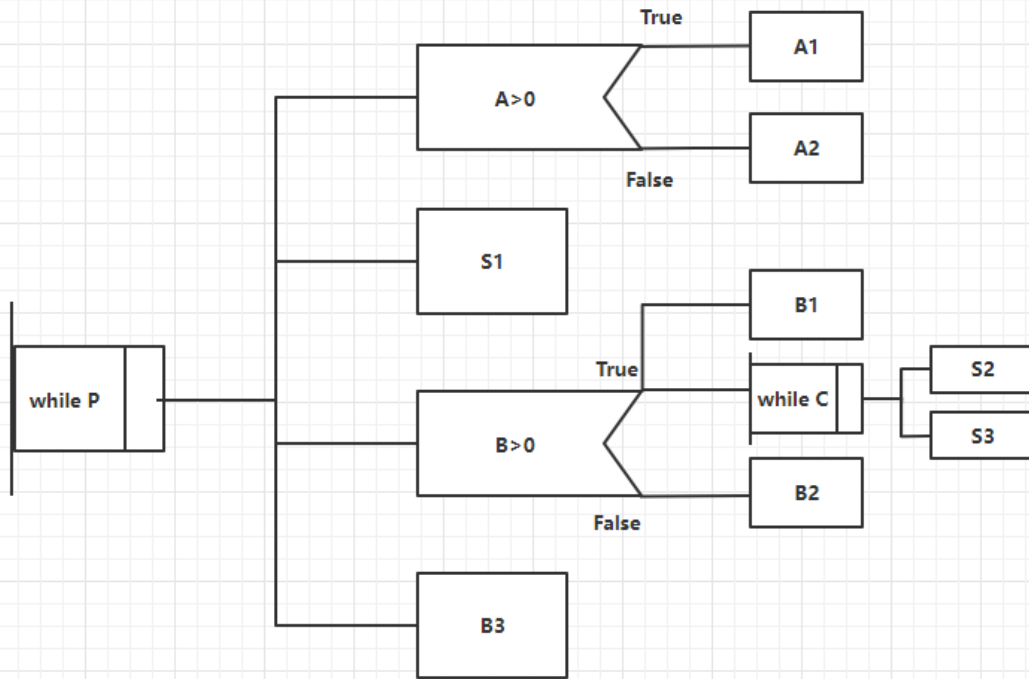 True
A1
A>0
A2
False
S1
B1
True
S2
while P
while C
S3
B>0
B2
False
B3